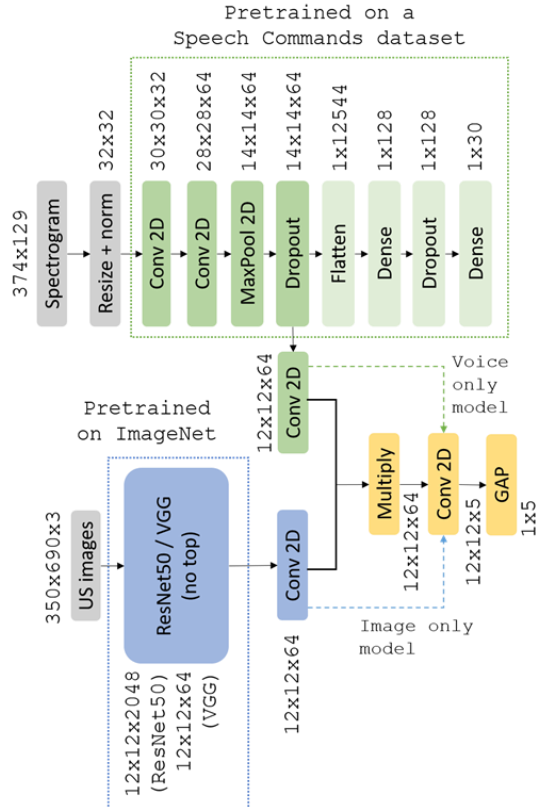 Pretrained on a
Speech Commands dataset
374x129
Spectrogram
32x32
Resize + norm
30x30x32
Conv 2D
28x28x64
Conv 2D
14x14x64
MaxPool 2D
14x14x64
Dropout
1x12544
Flatten
1x128
Dense
1x128
Dropout
1x30
Dense
12x12x64
Conv 2D
Voice
only
model
Pretrained
on ImageNet
350x690x3
US images
ResNet50 / VGG
(no top)
12x12x2048
(ResNet50)
12x12x64
(VGG)
Conv 2D
12x12x64
Image only
model
Multiply
12x12x64
Conv 2D
12x12x5
GAP
1x5